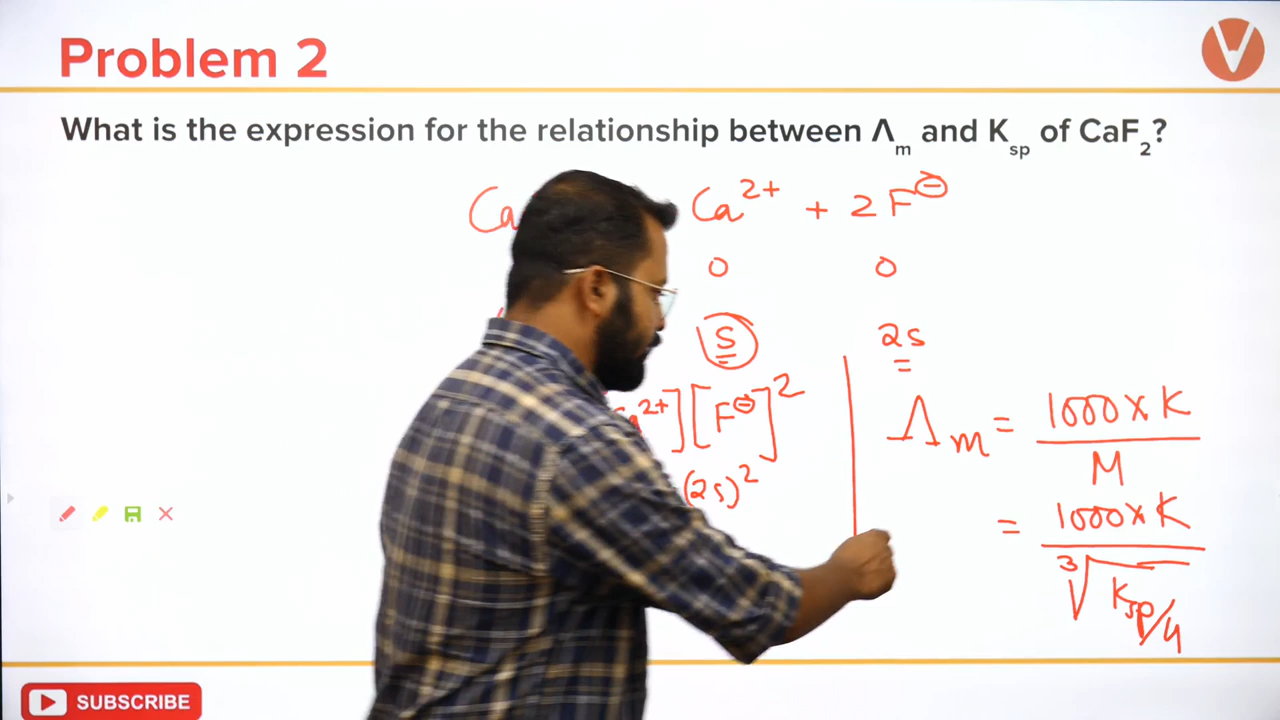 Problem 2
What is the expression for the relationship between Λm and Ksp of CaF2?
Ca Ca2+ + 2F⊖
0 0
S 2s
2+][F⊖]2
(2s)2
Λm = 1000×K / M
= 1000×K / ∛Ksp/4
SUBSCRIBE